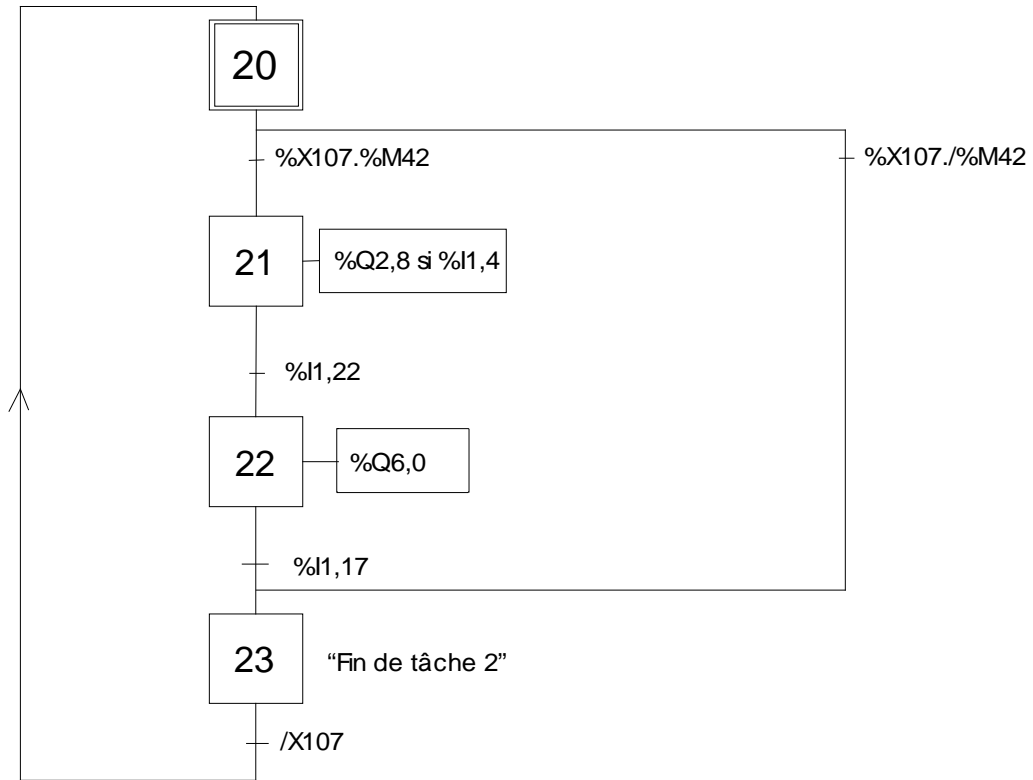 20
%X107.%M42
%X107./%M42
21
%Q2,8 si %I1,4
%I1,22
22
%Q6,0
%I1,17
23
“Fin de tâche 2”
/X107